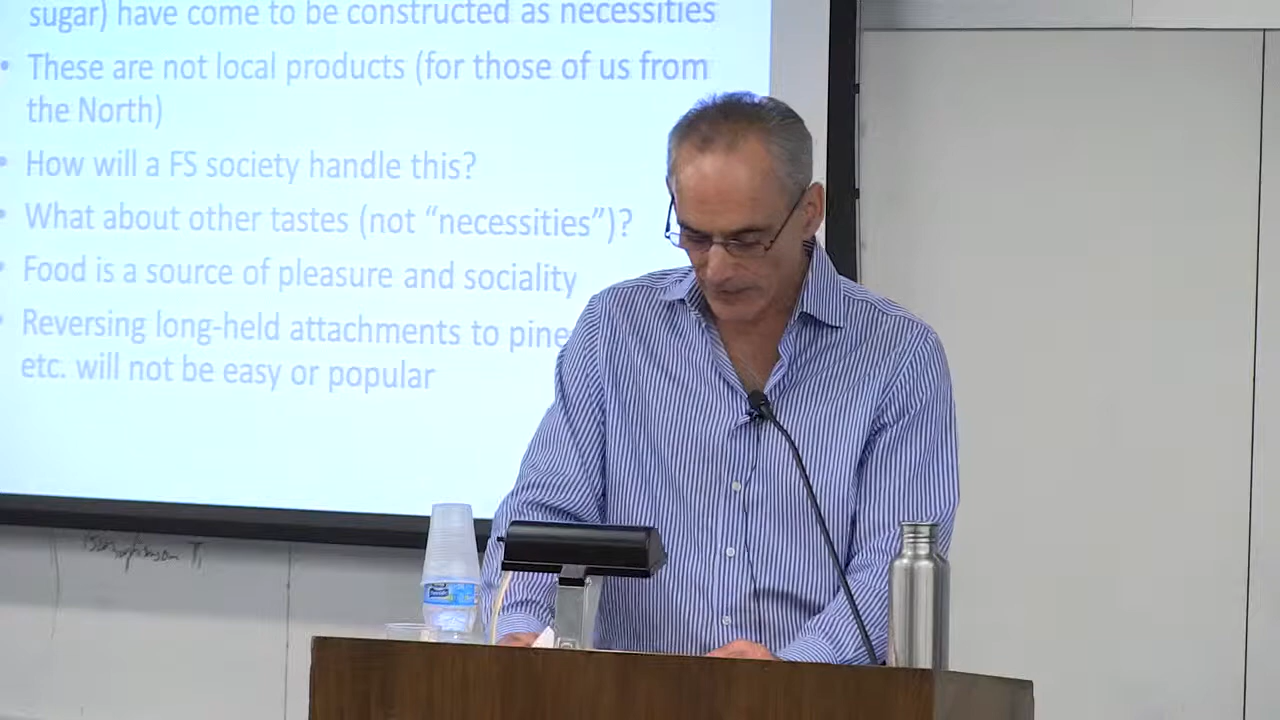 sugar) have come to be constructed as necessities
• These are not local products (for those of us from
the North)
• How will a FS society handle this?
• What about other tastes (not “necessities”)?
• Food is a source of pleasure and sociality
• Reversing long-held attachments to pine
etc. will not be easy or popular